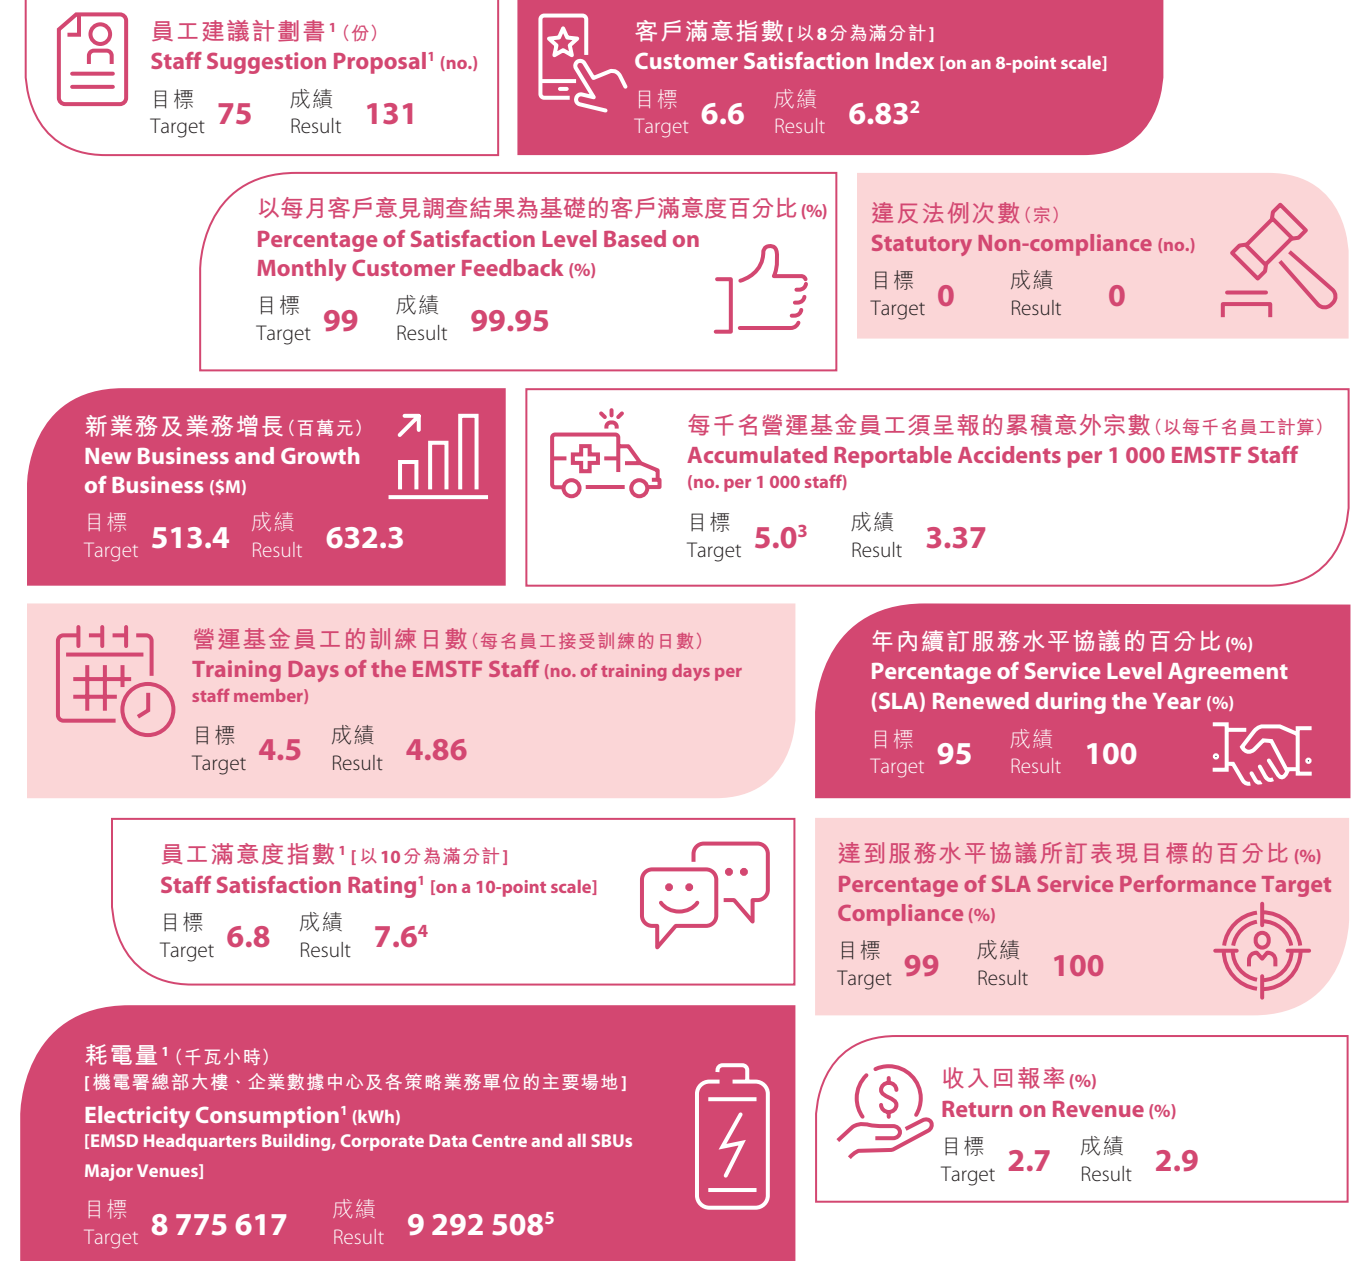 員工建議計劃書¹（份）
Staff Suggestion Proposal¹ (no.)
目標 Target 75 成績 Result 131
客戶滿意指數[以8分為滿分計]
Customer Satisfaction Index [on an 8-point scale]
目標 Target 6.6 成績 Result 6.83²
以每月客戶意見調查結果為基礎的客戶滿意度百分比(%)
Percentage of Satisfaction Level Based on
Monthly Customer Feedback (%)
目標 Target 99 成績 Result 99.95
違反法例次數（宗）
Statutory Non-compliance (no.)
目標 Target 0 成績 Result 0
新業務及業務增長（百萬元）
New Business and Growth
of Business ($M)
目標 Target 513.4 成績 Result 632.3
每千名營運基金員工須呈報的累積意外宗數（以每千名員工計算）
Accumulated Reportable Accidents per 1 000 EMSTF Staff
(no. per 1 000 staff)
目標 Target 5.0³ 成績 Result 3.37
營運基金員工的訓練日數（每名員工接受訓練的日數）
Training Days of the EMSTF Staff (no. of training days per
staff member)
目標 Target 4.5 成績 Result 4.86
年內續訂服務水平協議的百分比(%)
Percentage of Service Level Agreement
(SLA) Renewed during the Year (%)
目標 Target 95 成績 Result 100
員工滿意度指數¹[以10分為滿分計]
Staff Satisfaction Rating¹ [on a 10-point scale]
目標 Target 6.8 成績 Result 7.6⁴
達到服務水平協議所訂表現目標的百分比(%)
Percentage of SLA Service Performance Target
Compliance (%)
目標 Target 99 成績 Result 100
耗電量¹（千瓦小時）
[機電署總部大樓、企業數據中心及各策略業務單位的主要場地]
Electricity Consumption¹ (kWh)
[EMSD Headquarters Building, Corporate Data Centre and all SBUs
Major Venues]
目標 Target 8 775 617 成績 Result 9 292 508⁵
收入回報率(%)
Return on Revenue (%)
目標 Target 2.7 成績 Result 2.9